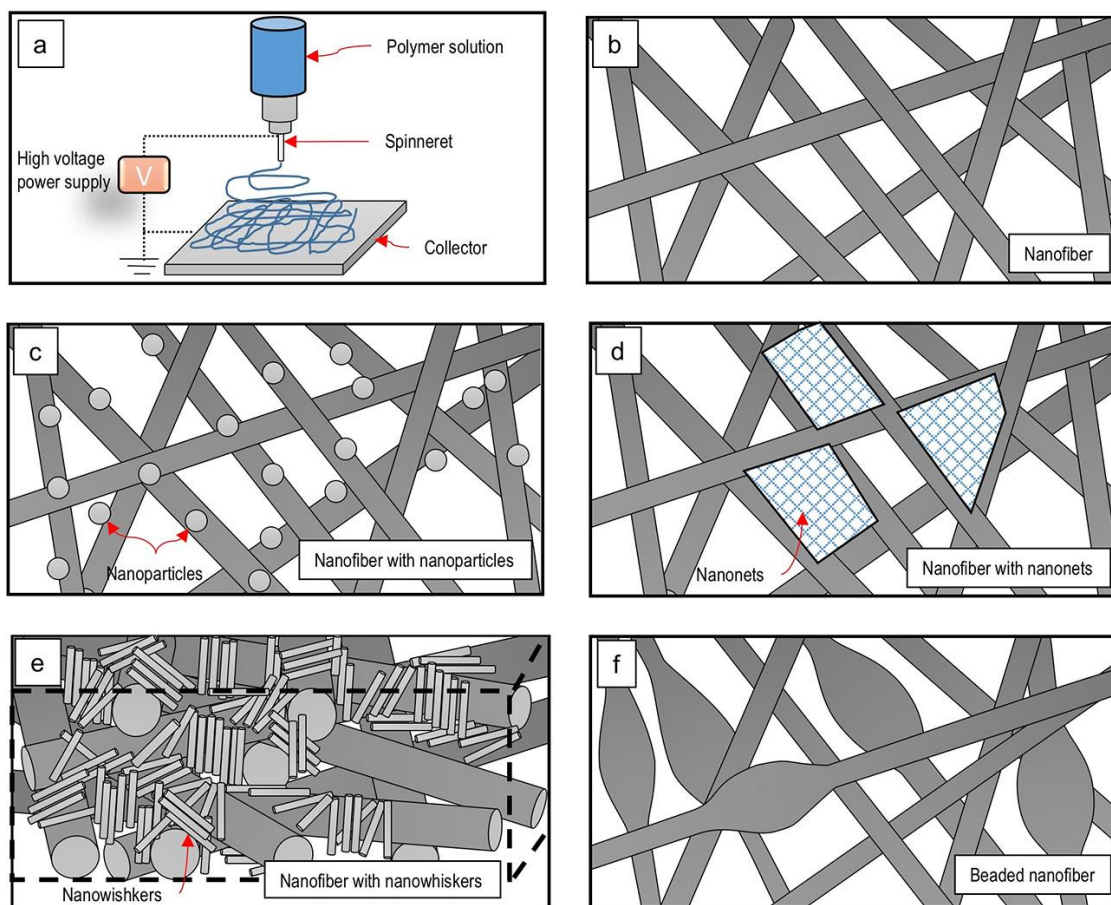 a
Polymer solution
Spinneret
High voltage
power supply
V
Collector
b
Nanofiber
c
Nanoparticles
Nanofiber with nanoparticles
d
Nanonets
Nanofiber with nanonets
e
Nanowishkers
Nanofiber with nanowhiskers
f
Beaded nanofiber